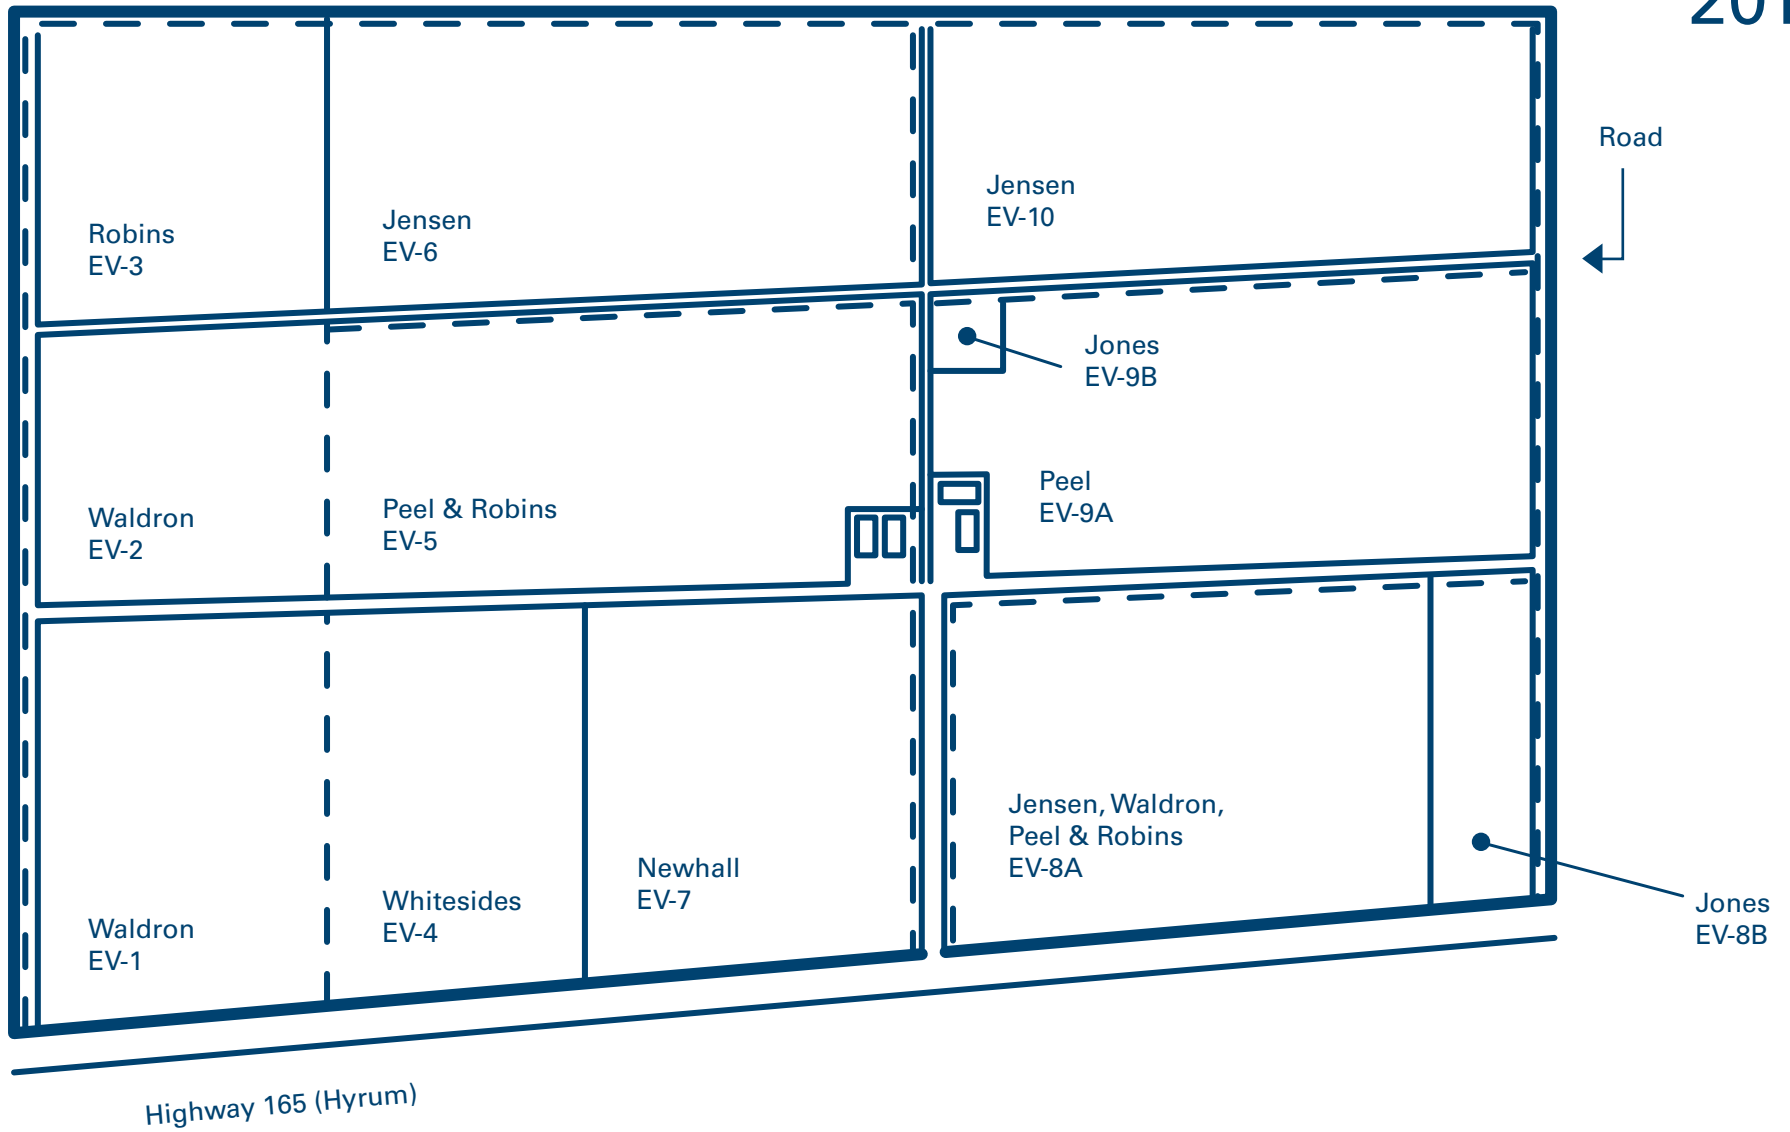 Road
Robins
EV-3
Jensen
EV-6
Jensen
EV-10
Jones
EV-9B
Waldron
EV-2
Peel & Robins
EV-5
Peel
EV-9A
Waldron
EV-1
Whitesides
EV-4
Newhall
EV-7
Jensen, Waldron,
Peel & Robins
EV-8A
Jones
EV-8B
Highway 165 (Hyrum)